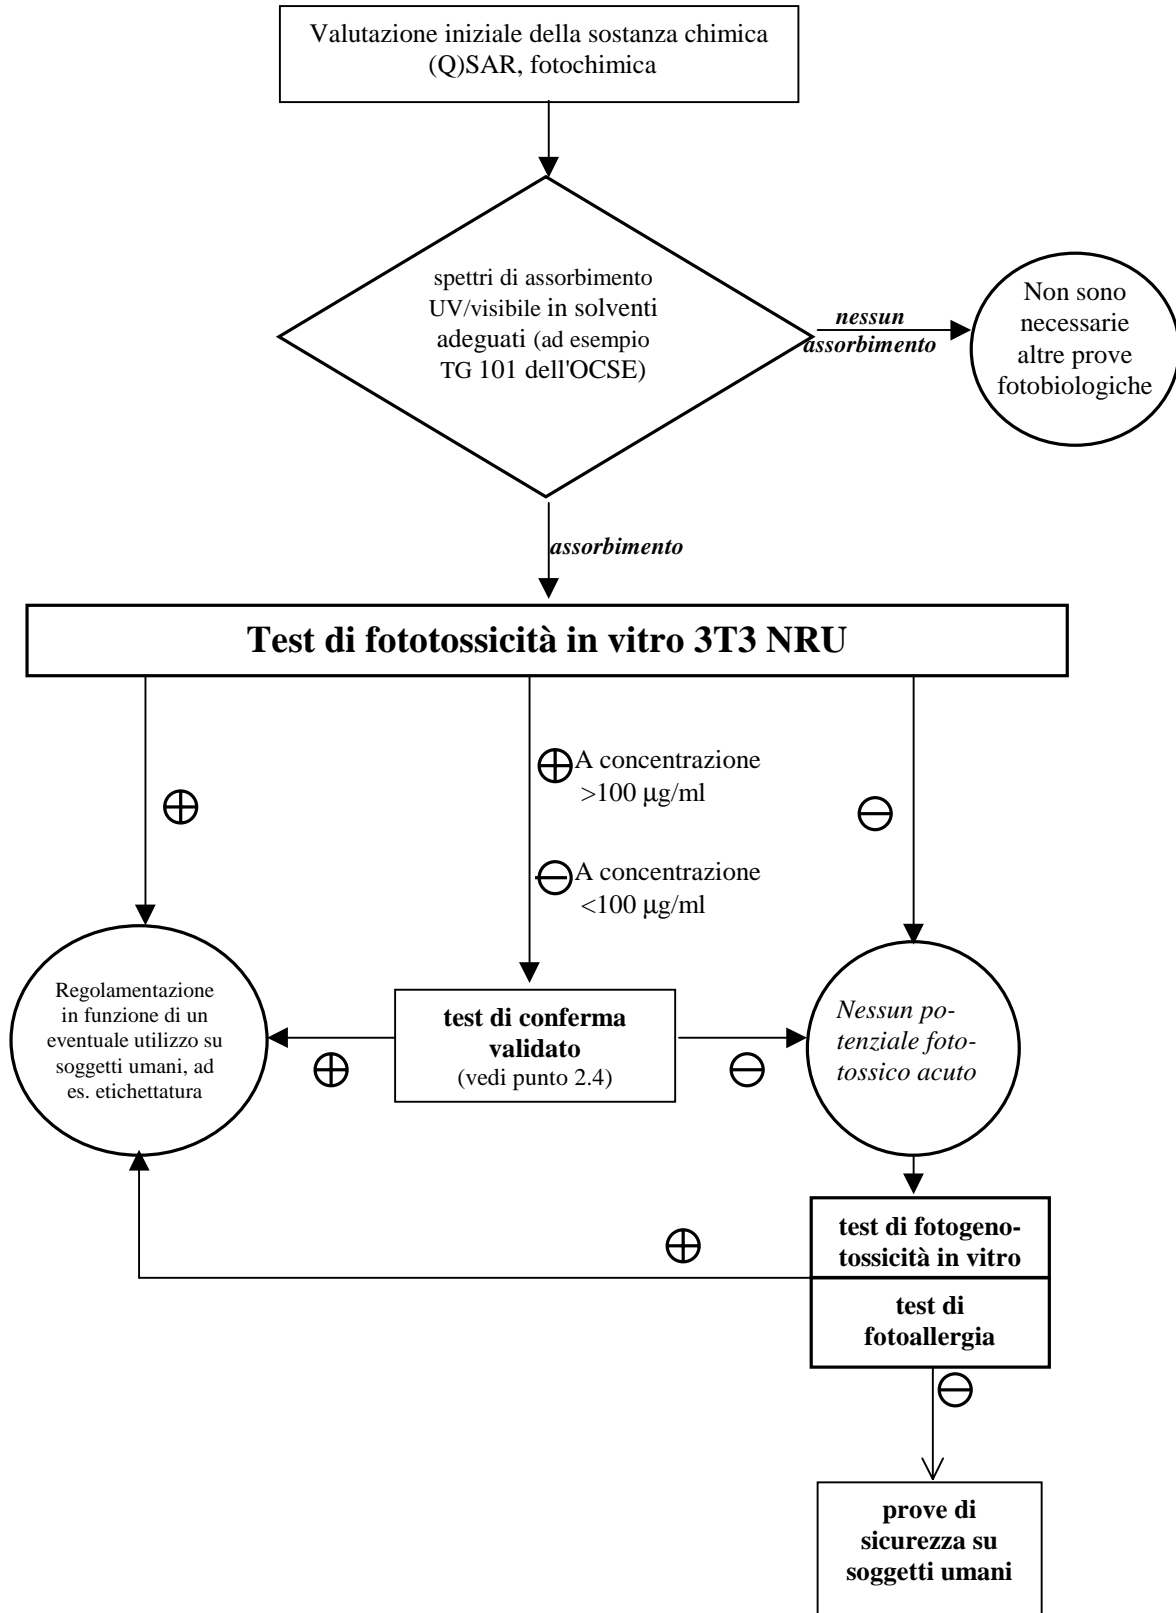 Valutazione iniziale della sostanza chimica
(Q)SAR, fotochimica
spettri di assorbimento
UV/visibile in solventi
adeguati (ad esempio
TG 101 dell'OCSE)
nessun
assorbimento
Non sono
necessarie
altre prove
fotobiologiche
assorbimento
Test di fototossicità in vitro 3T3 NRU
A concentrazione
>100 µg/ml
A concentrazione
<100 µg/ml
Regolamentazione
in funzione di un
eventuale utilizzo su
soggetti umani, ad
es. etichettatura
test di conferma
validato
(vedi punto 2.4)
Nessun po-
tenziale foto-
tossico acuto
test di fotogeno-
tossicità in vitro
test di
fotoallergia
prove di
sicurezza su
soggetti umani